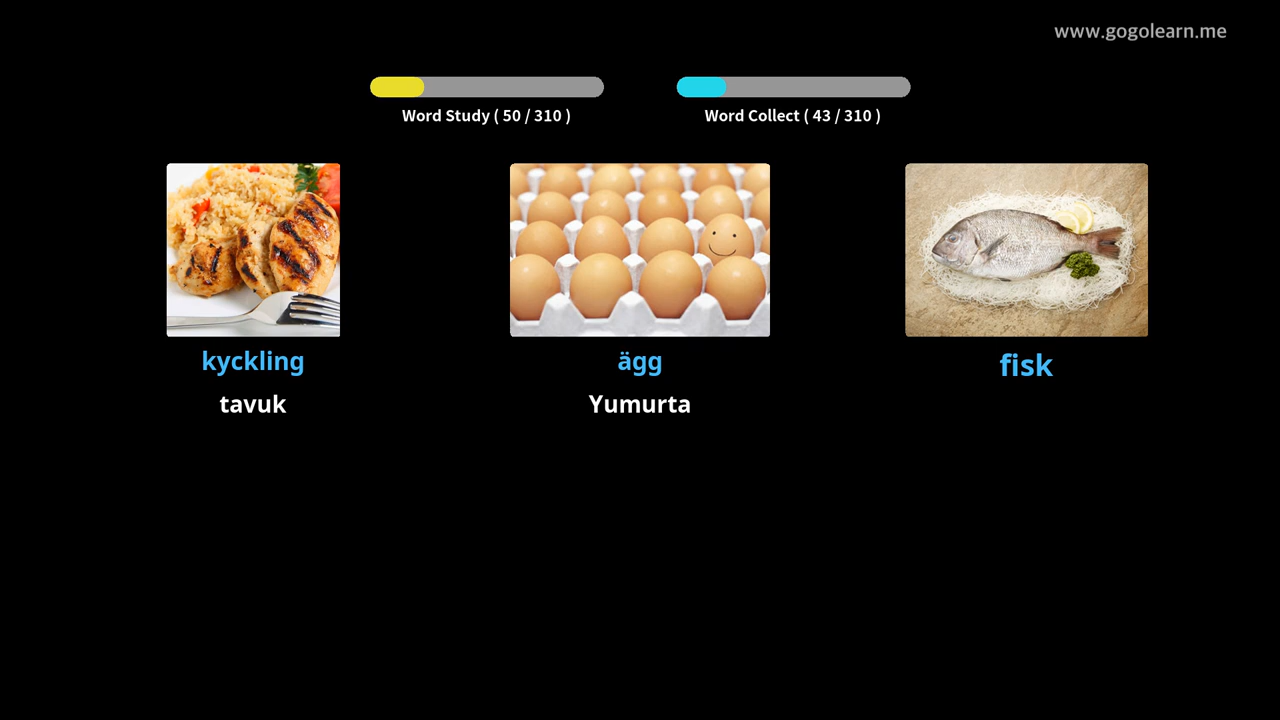 www.gogolearn.me
Word Study ( 50 / 310 )
Word Collect ( 43 / 310 )
kyckling
tavuk
ägg
Yumurta
fisk